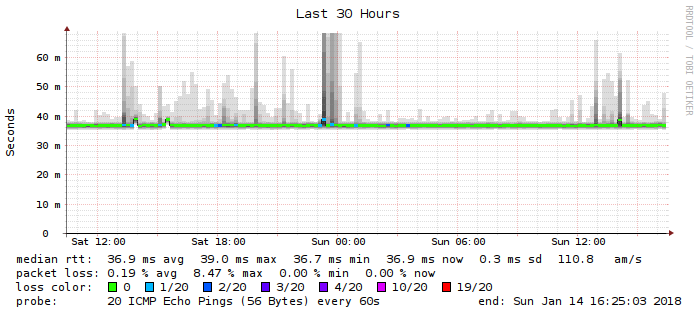 Last 30 Hours
RRDTOOL / TOBI OETIKER
Seconds
60 m
50 m
40 m
30 m
20 m
10 m
0
Sat 12:00 Sat 18:00 Sun 00:00 Sun 06:00 Sun 12:00
median rtt: 36.9 ms avg 39.0 ms max 36.7 ms min 36.9 ms now 0.3 ms sd 110.8 am/s
packet loss: 0.19 % avg 8.47 % max 0.00 % min 0.00 % now
loss color: 0 1/20 2/20 3/20 4/20 10/20 19/20
probe: 20 ICMP Echo Pings (56 Bytes) every 60s end: Sun Jan 14 16:25:03 2018